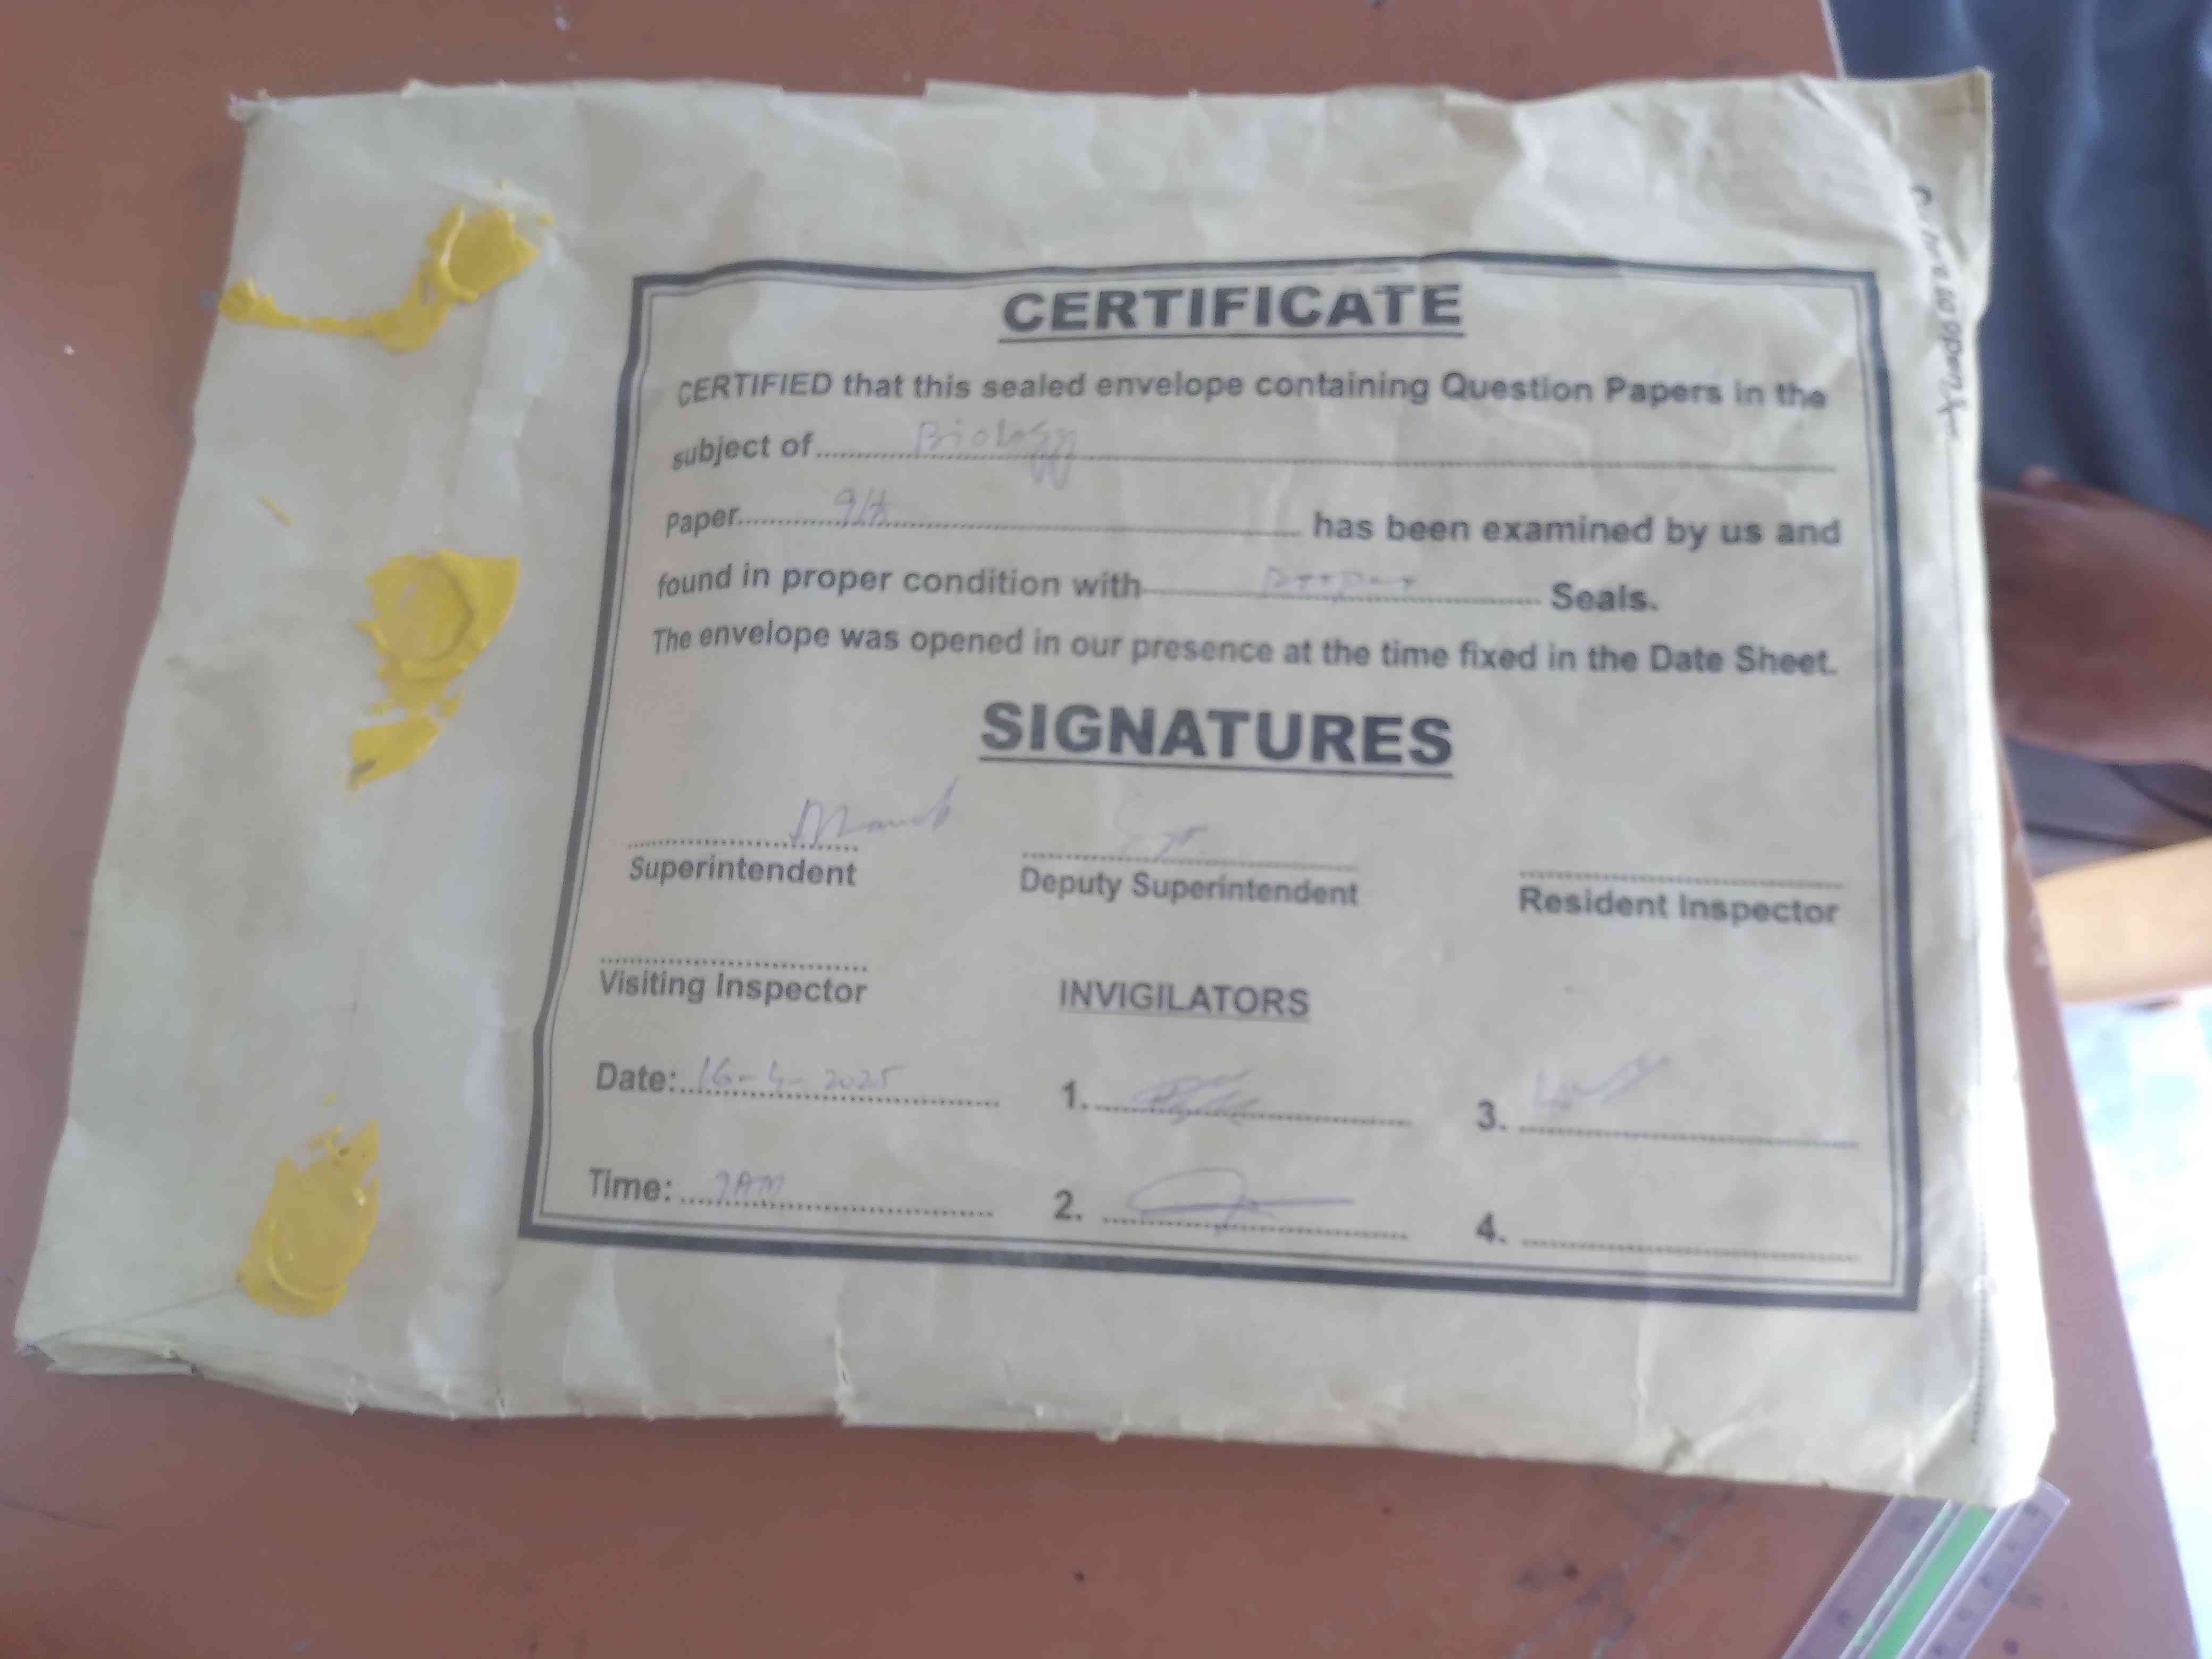 CERTIFICATE
CERTIFIED that this sealed envelope containing Question Papers in the
subject of Biology
Paper 9th has been examined by us and
found in proper condition with Proper Seals.
The envelope was opened in our presence at the time fixed in the Date Sheet.
SIGNATURES
Superintendent
Deputy Superintendent
Resident Inspector
Visiting Inspector
INVIGILATORS
Date: 16-4-2025
1.
3.
Time: 9AM
2.
4.